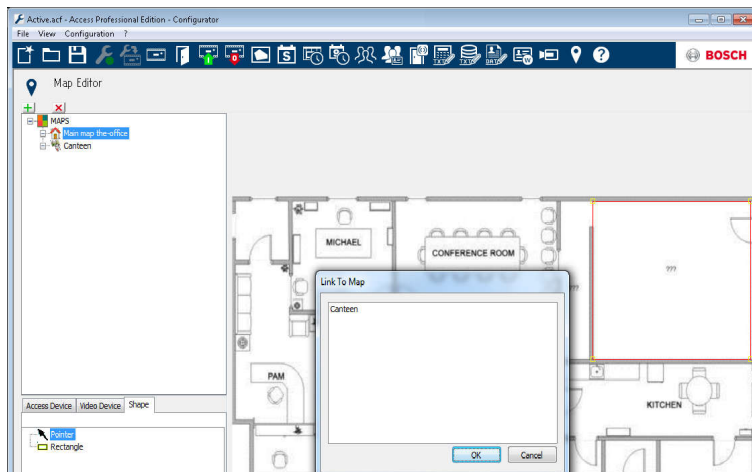 Active.acf - Access Professional Edition - Configurator
File View Configuration ?
BOSCH
Map Editor
MAPS
Main map the-office
Canteen
MICHAEL
CONFERENCE ROOM
???
???
Link To Map
Canteen
PAM
KITCHEN
Access Device Video Device Shape
Pointer
Rectangle
OK Cancel